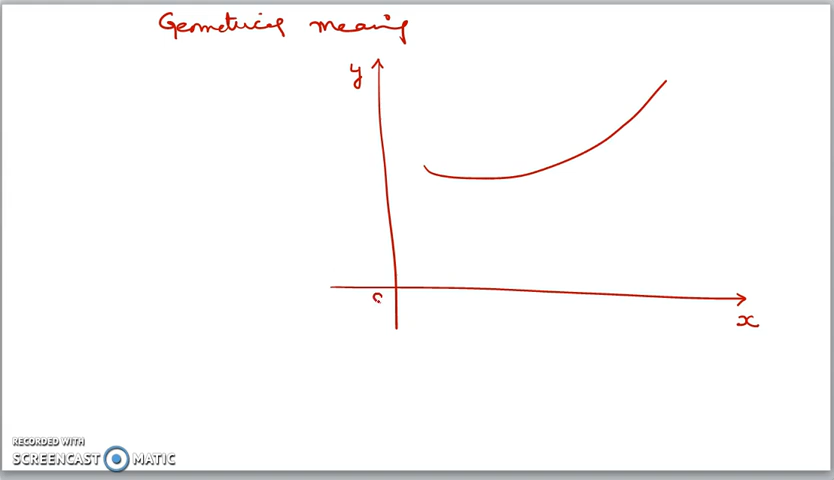 Geometrical meaning
y
o
x
RECORDED WITH
SCREENCAST MATIC